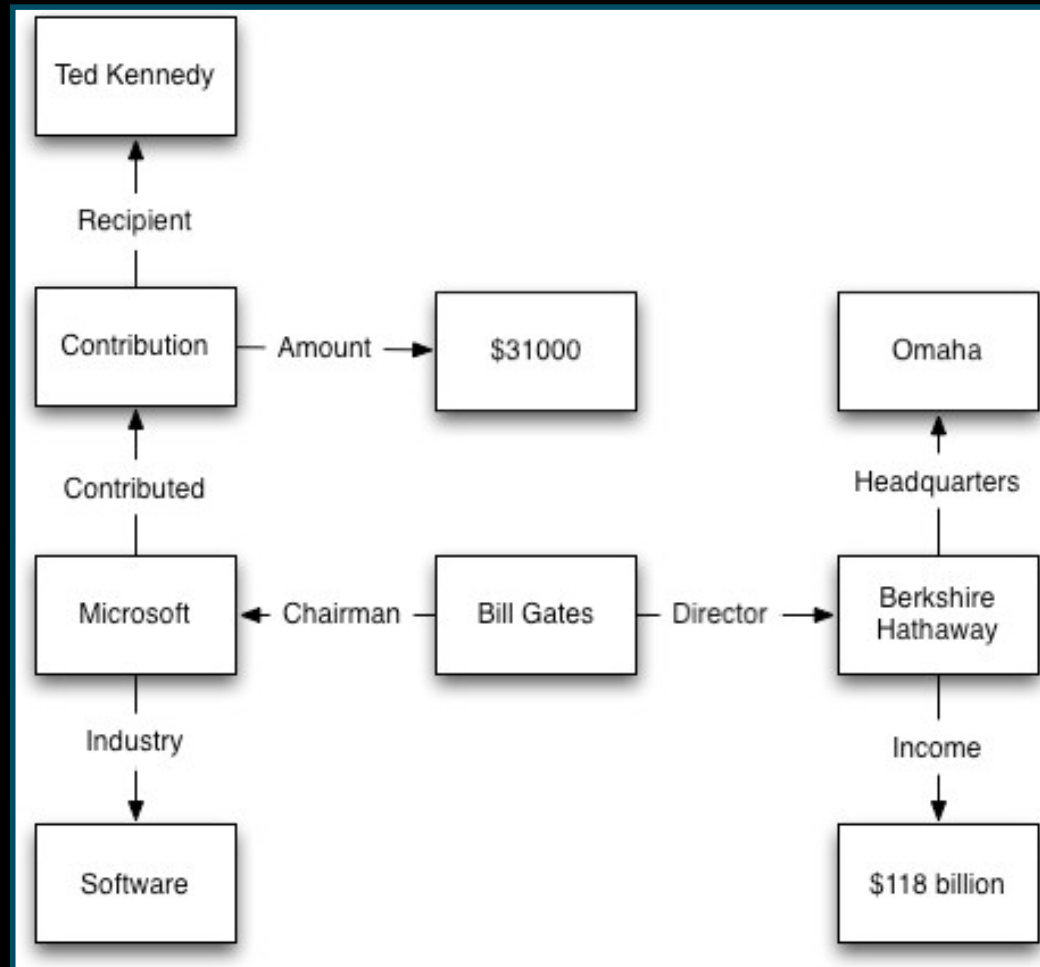 Ted Kennedy
Recipient
Contribution
Amount
$31000
Omaha
Contributed
Headquarters
Microsoft
Chairman
Bill Gates
Director
Berkshire
Hathaway
Industry
Income
Software
$118 billion